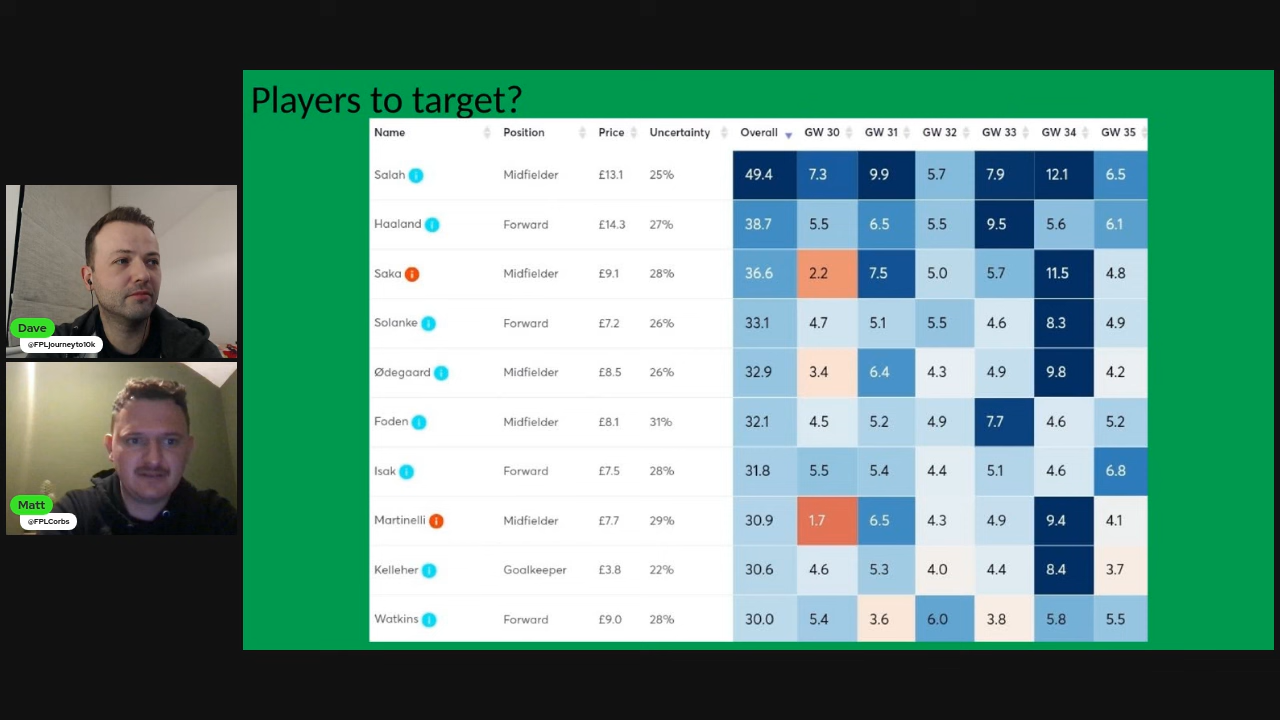 Players to target?
Name Position Price Uncertainty Overall GW 30 GW 31 GW 32 GW 33 GW 34 GW 35
Salah i Midfielder £13.1 25% 49.4 7.3 9.9 5.7 7.9 12.1 6.5
Haaland i Forward £14.3 27% 38.7 5.5 6.5 5.5 9.5 5.6 6.1
Saka i Midfielder £9.1 28% 36.6 2.2 7.5 5.0 5.7 11.5 4.8
Solanke i Forward £7.2 26% 33.1 4.7 5.1 5.5 4.6 8.3 4.9
Ødegaard i Midfielder £8.5 26% 32.9 3.4 6.4 4.3 4.9 9.8 4.2
Foden i Midfielder £8.1 31% 32.1 4.5 5.2 4.9 7.7 4.6 5.2
Isak i Forward £7.5 28% 31.8 5.5 5.4 4.4 5.1 4.6 6.8
Martinelli i Midfielder £7.7 29% 30.9 1.7 6.5 4.3 4.9 9.4 4.1
Kelleher i Goalkeeper £3.8 22% 30.6 4.6 5.3 4.0 4.4 8.4 3.7
Watkins i Forward £9.0 28% 30.0 5.4 3.6 6.0 3.8 5.8 5.5
Dave
@FPLjourneyto10k
Matt
@FPLCorbs